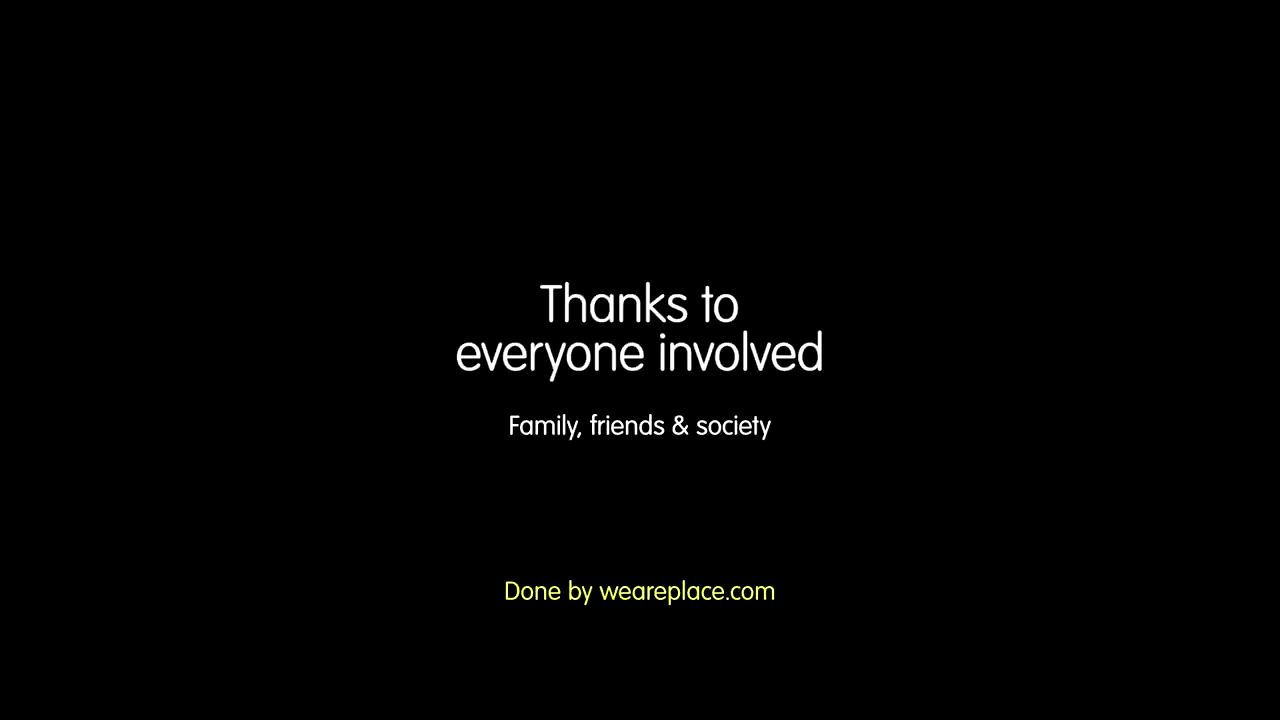 Thanks to
everyone involved
Family, friends & society
Done by weareplace.com